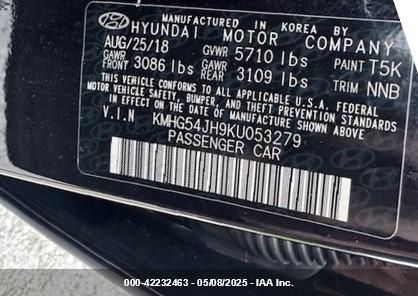 MANUFACTURED IN KOREA BY
HYUNDAI MOTOR COMPANY
AUG/25/18 GVWR 5710 lbs PAINT T5K
GAWR FRONT 3086 lbs GAWR REAR 3109 lbs TRIM NNB
THIS VEHICLE CONFORMS TO ALL APPLICABLE U.S.A. FEDERAL
MOTOR VEHICLE SAFETY, BUMPER, AND THEFT PREVENTION
STANDARDS IN EFFECT ON THE DATE OF MANUFACTURE SHOWN ABOVE.
V.I.N KMHG54JH9KU053279
PASSENGER CAR
000-42232463 - 05/08/2025 - IAA Inc.